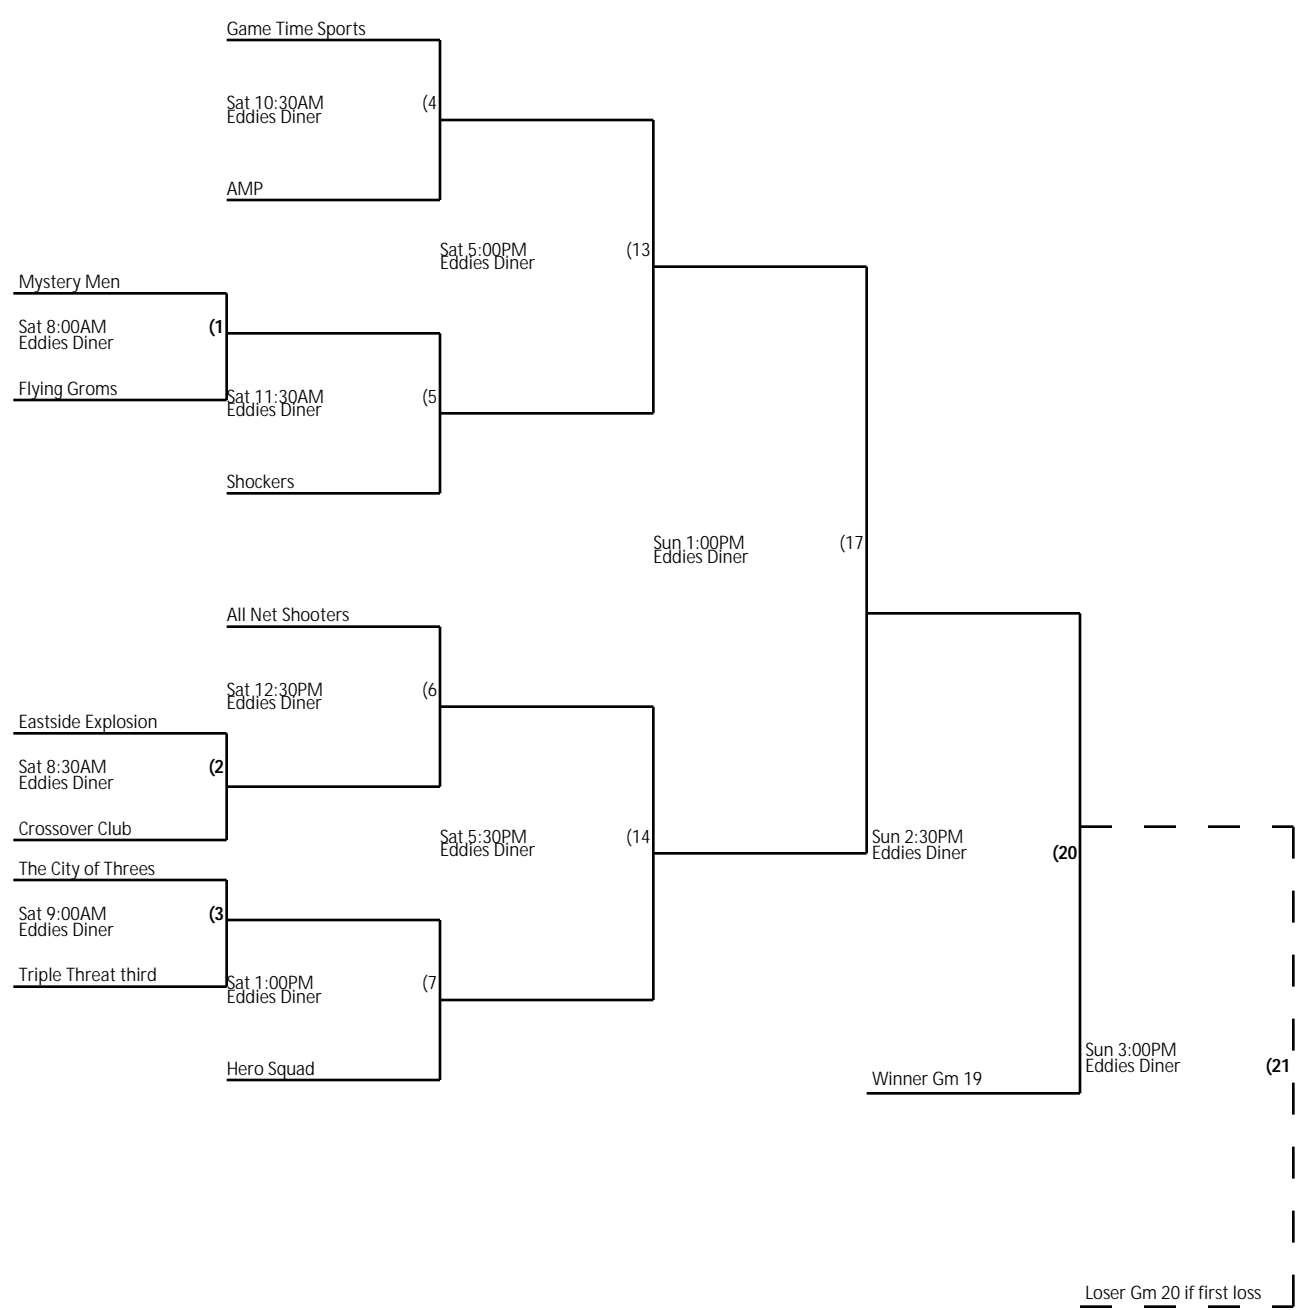 Game Time Sports
Sat 10:30AM (4
Eddies Diner
AMP
Sat 5:00PM (13
Eddies Diner
Mystery Men
Sat 8:00AM (1
Eddies Diner
Flying Groms
Sat 11:30AM (5
Eddies Diner
Shockers
Sun 1:00PM (17
Eddies Diner
All Net Shooters
Sat 12:30PM (6
Eddies Diner
Eastside Explosion
Sat 8:30AM (2
Eddies Diner
Crossover Club
Sat 5:30PM (14
Eddies Diner
Sun 2:30PM
Eddies Diner (20
The City of Threes
Sat 9:00AM (3
Eddies Diner
Triple Threat third
Sat 1:00PM (7
Eddies Diner
Hero Squad
Sun 3:00PM
Eddies Diner (21
Winner Gm 19
Loser Gm 20 if first loss